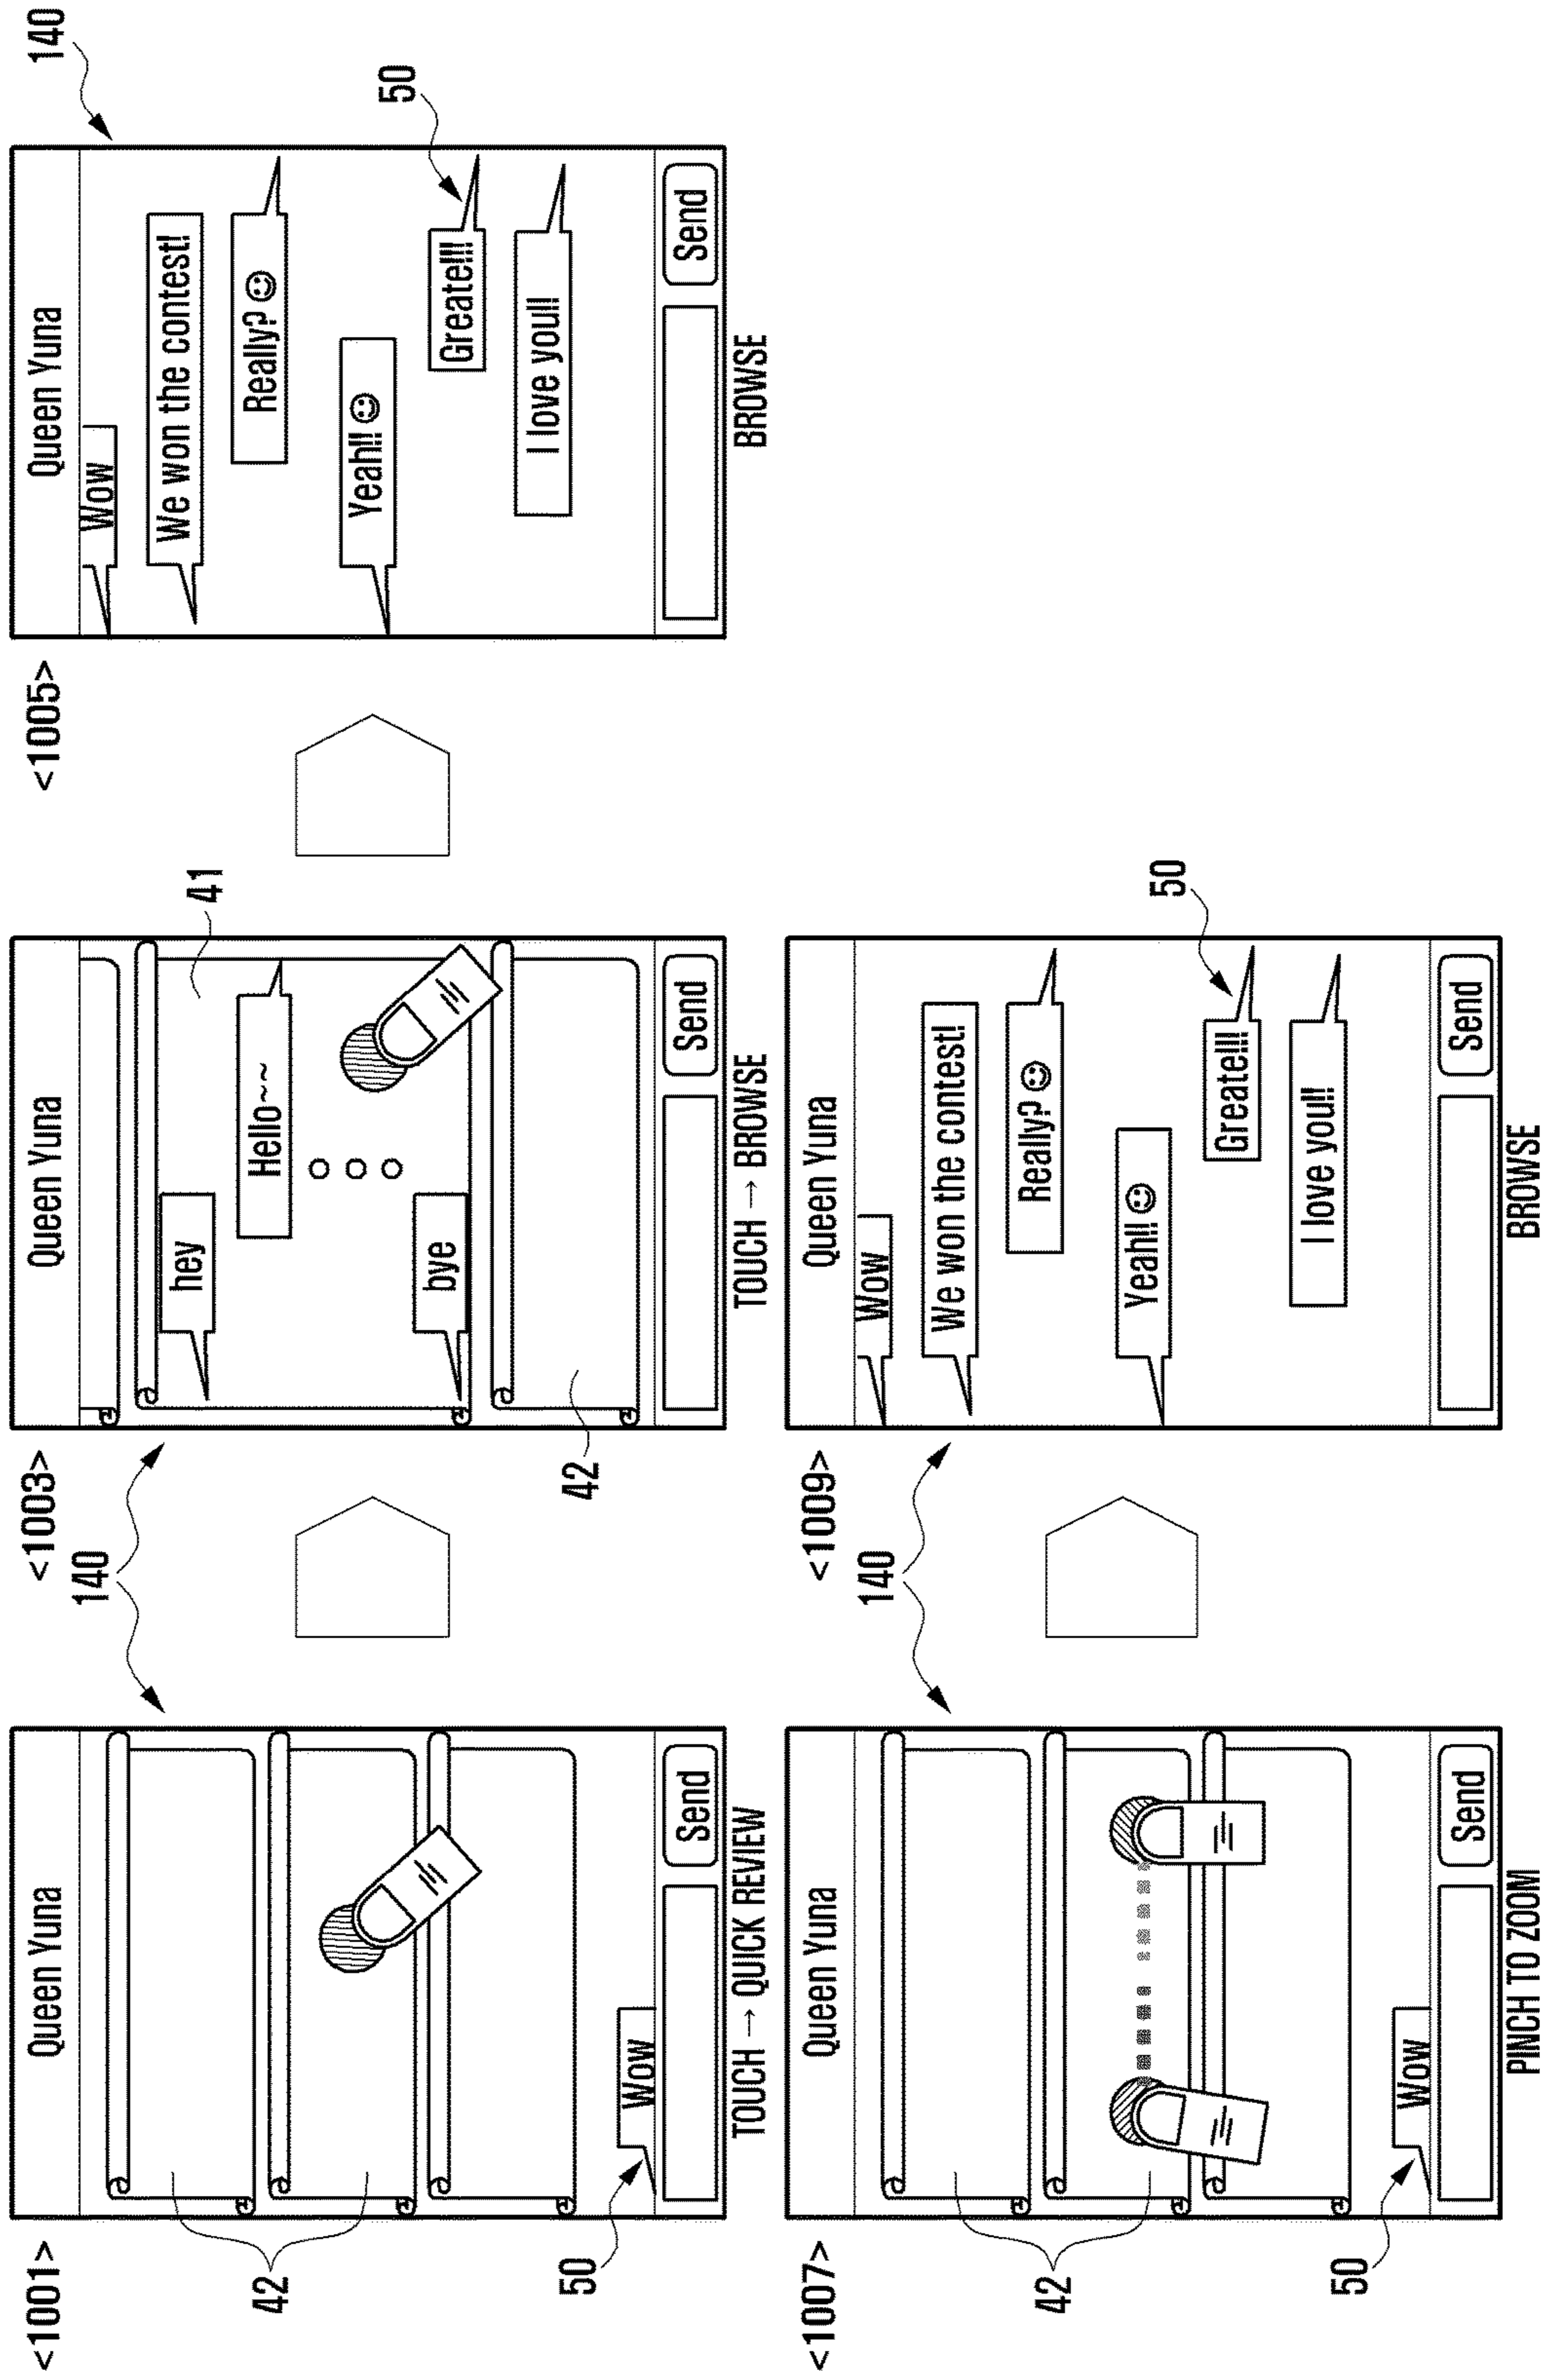 <1001>
Queen Yuna
42
50
Wow
Send
TOUCH → QUICK REVIEW
140
<1003>
Queen Yuna
41
hey
Hello~~
bye
42
Send
TOUCH → BROWSE
<1005>
140
Queen Yuna
Wow
We won the contest!
Really? ☺
Yeah!! ☺
50
Greate!!!
I love you!!
Send
BROWSE
<1007>
Queen Yuna
42
50
Wow
Send
PINCH TO ZOOM
140
<1009>
Queen Yuna
Wow
We won the contest!
Really? ☺
Yeah!! ☺
50
Greate!!!
I love you!!
Send
BROWSE